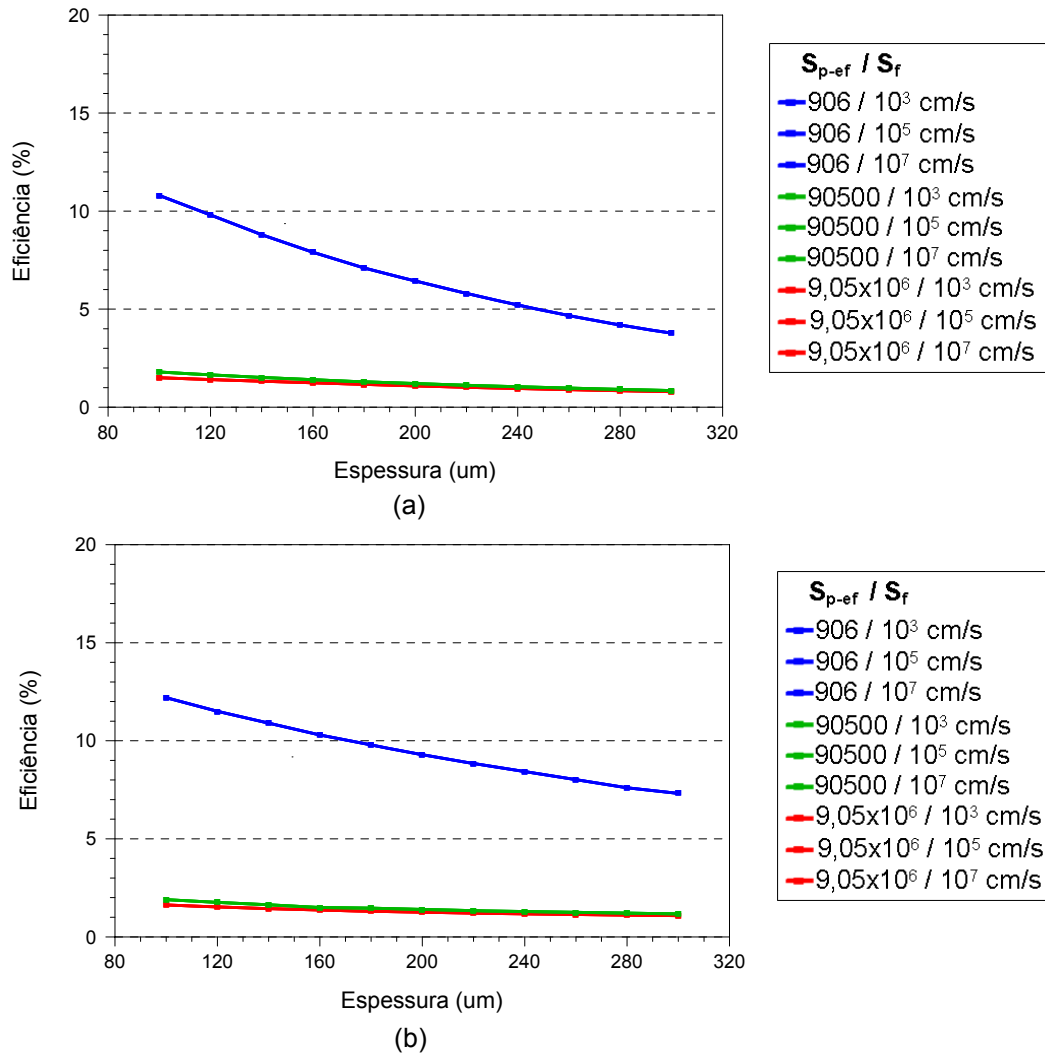 20
15
10
5
0
80 120 160 200 240 280 320
Eficiência (%)
Espessura (um)
(a)
Sp-ef / Sf
906 / 10³ cm/s
906 / 10⁵ cm/s
906 / 10⁷ cm/s
90500 / 10³ cm/s
90500 / 10⁵ cm/s
90500 / 10⁷ cm/s
9,05x10⁶ / 10³ cm/s
9,05x10⁶ / 10⁵ cm/s
9,05x10⁶ / 10⁷ cm/s
20
15
10
5
0
80 120 160 200 240 280 320
Eficiência (%)
Espessura (um)
(b)
Sp-ef / Sf
906 / 10³ cm/s
906 / 10⁵ cm/s
906 / 10⁷ cm/s
90500 / 10³ cm/s
90500 / 10⁵ cm/s
90500 / 10⁷ cm/s
9,05x10⁶ / 10³ cm/s
9,05x10⁶ / 10⁵ cm/s
9,05x10⁶ / 10⁷ cm/s